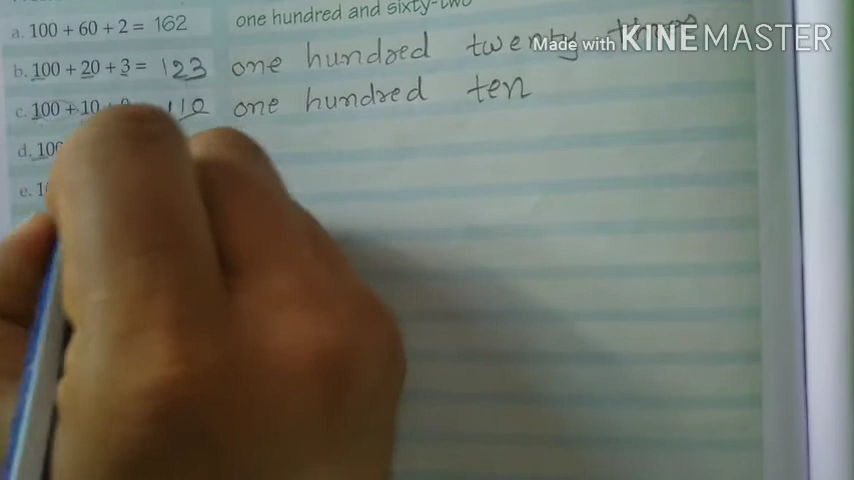 a. 100 + 60 + 2 = 162 one hundred and sixty-two
b. 100 + 20 + 3 = 123 one hundred twenty
Made with KINEMASTER
c. 100 + 10 110 one hundred ten
d. 100
e. 1